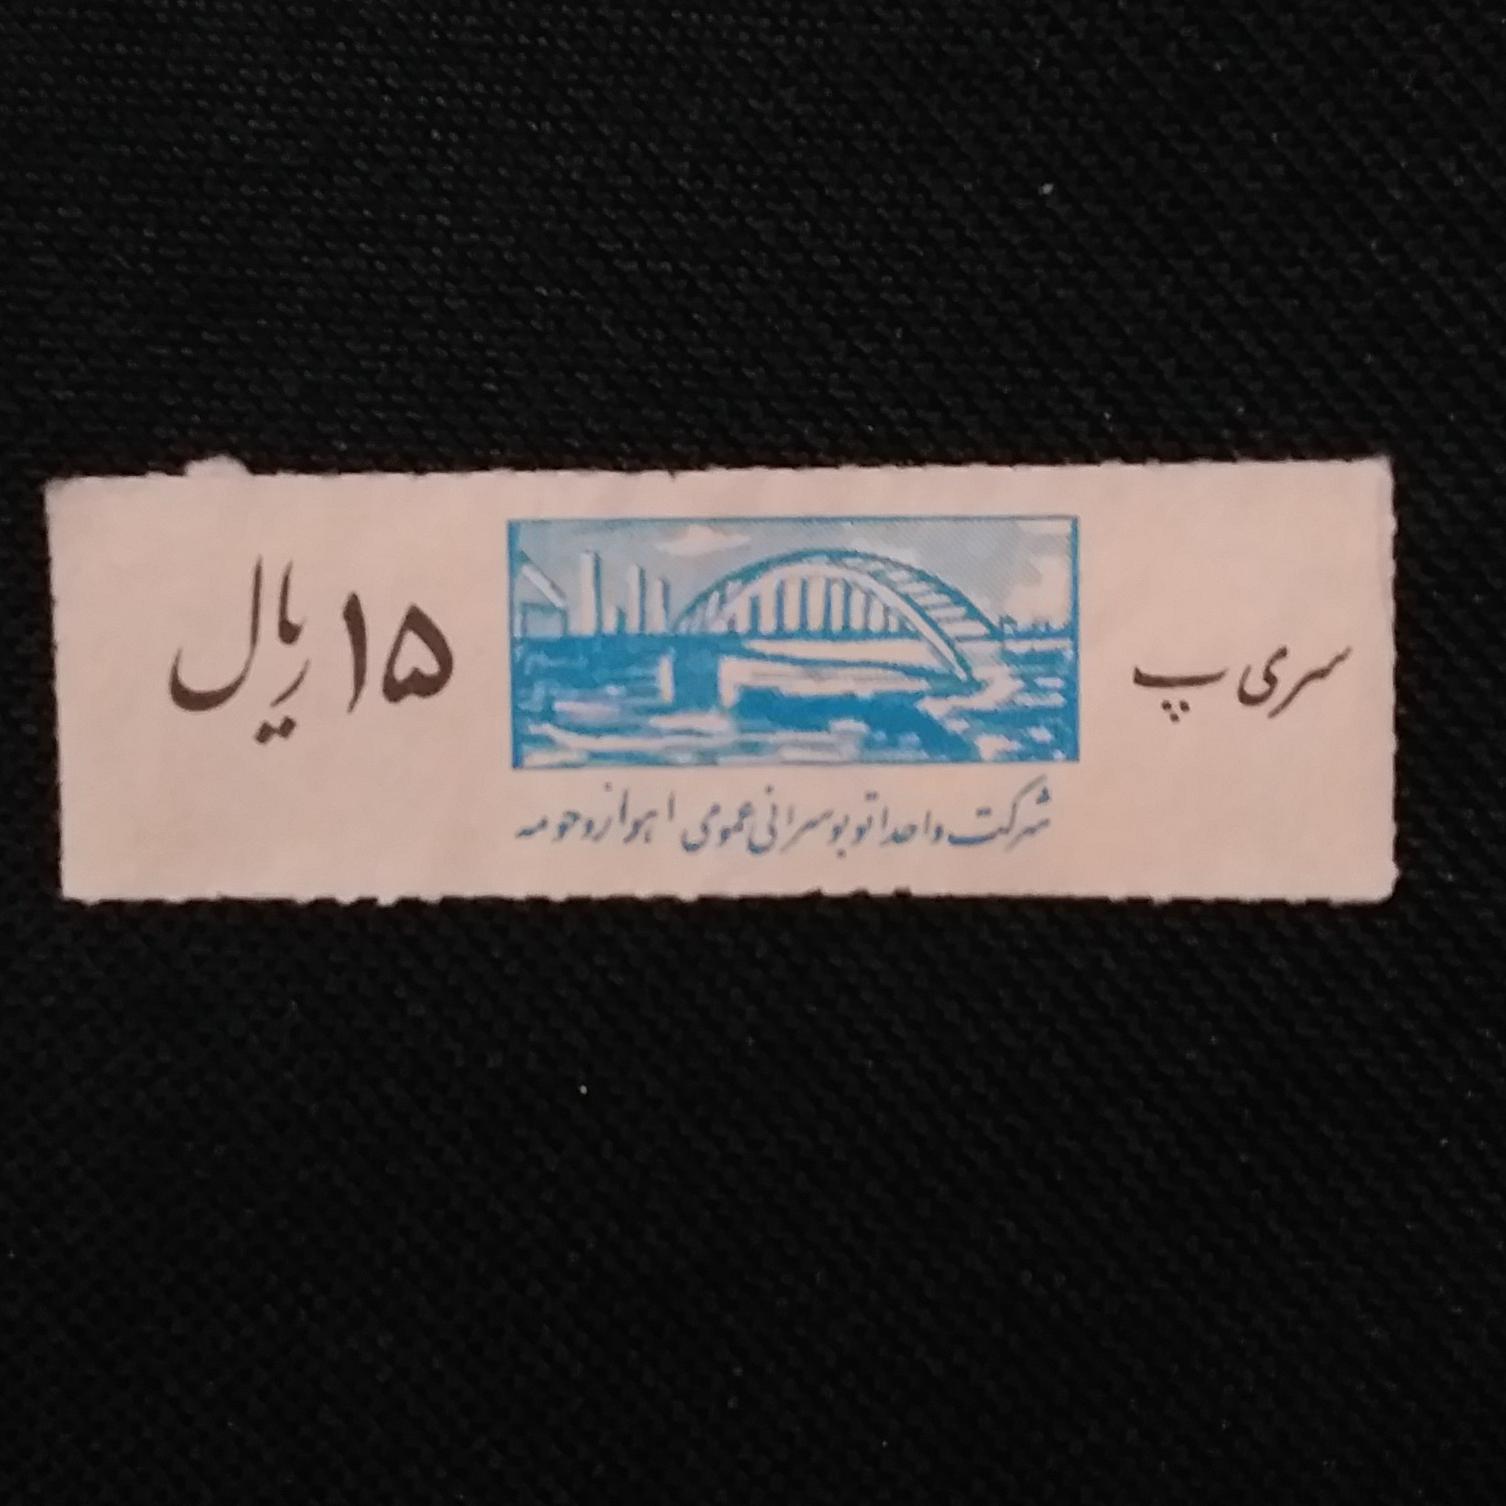 سری پ
۱۵ ریال
شرکت واحد اتوبوسرانی عمومی اهواز و حومه